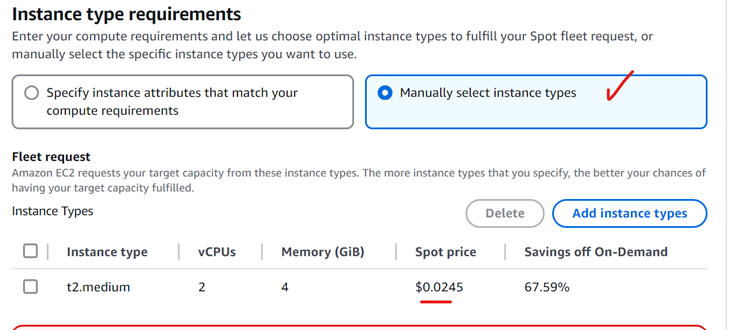 Instance type requirements
Enter your compute requirements and let us choose optimal instance types to fulfill your Spot fleet request, or
manually select the specific instance types you want to use.
Specify instance attributes that match your
compute requirements
Manually select instance types
Fleet request
Amazon EC2 requests your target capacity from these instance types. The more instance types that you specify, the better your chances of
having your target capacity fulfilled.
Instance Types
Delete
Add instance types
Instance type vCPUs Memory (GiB) Spot price Savings off On-Demand
t2.medium 2 4 $0.0245 67.59%